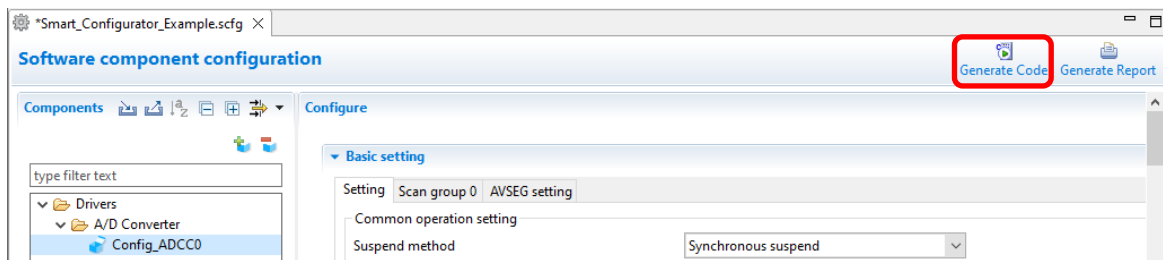 *Smart_Configurator_Example.scfg
Software component configuration
Generate Code Generate Report
Components
Configure
Basic setting
type filter text
Setting Scan group 0 AVSEG setting
Drivers
Common operation setting
A/D Converter
Suspend method Synchronous suspend
Config_ADCC0